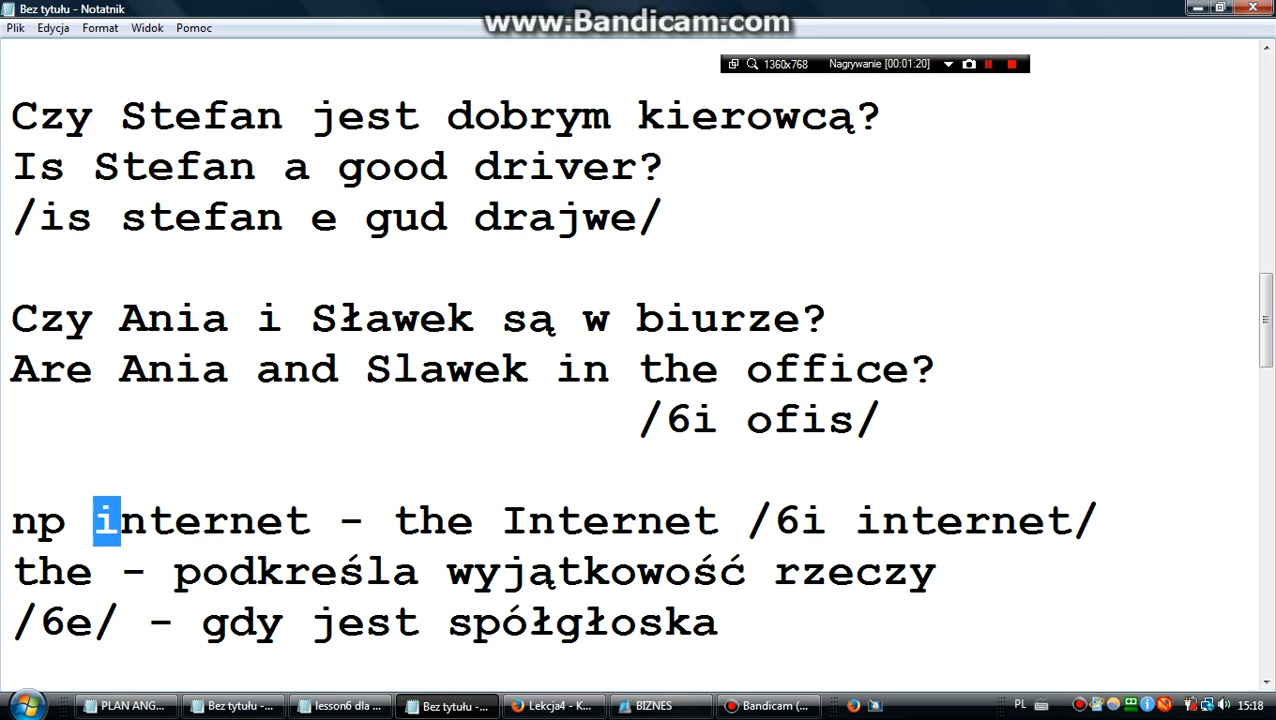 Bez tytułu - Notatnik
www.Bandicam.com
Plik Edycja Format Widok Pomoc
1360x768 Nagrywanie [00:01:20]
Czy Stefan jest dobrym kierowcą?
Is Stefan a good driver?
/is stefan e gud drajwe/
Czy Ania i Sławek są w biurze?
Are Ania and Slawek in the office?
/6i ofis/
np internet - the Internet /6i internet/
the - podkreśla wyjątkowość rzeczy
/6e/ - gdy jest spółgłoska
PLAN ANG... Bez tytułu -... lesson6 dla ... Bez tytułu -... Lekcja4 - K... BIZNES Bandicam (... PL 15:18